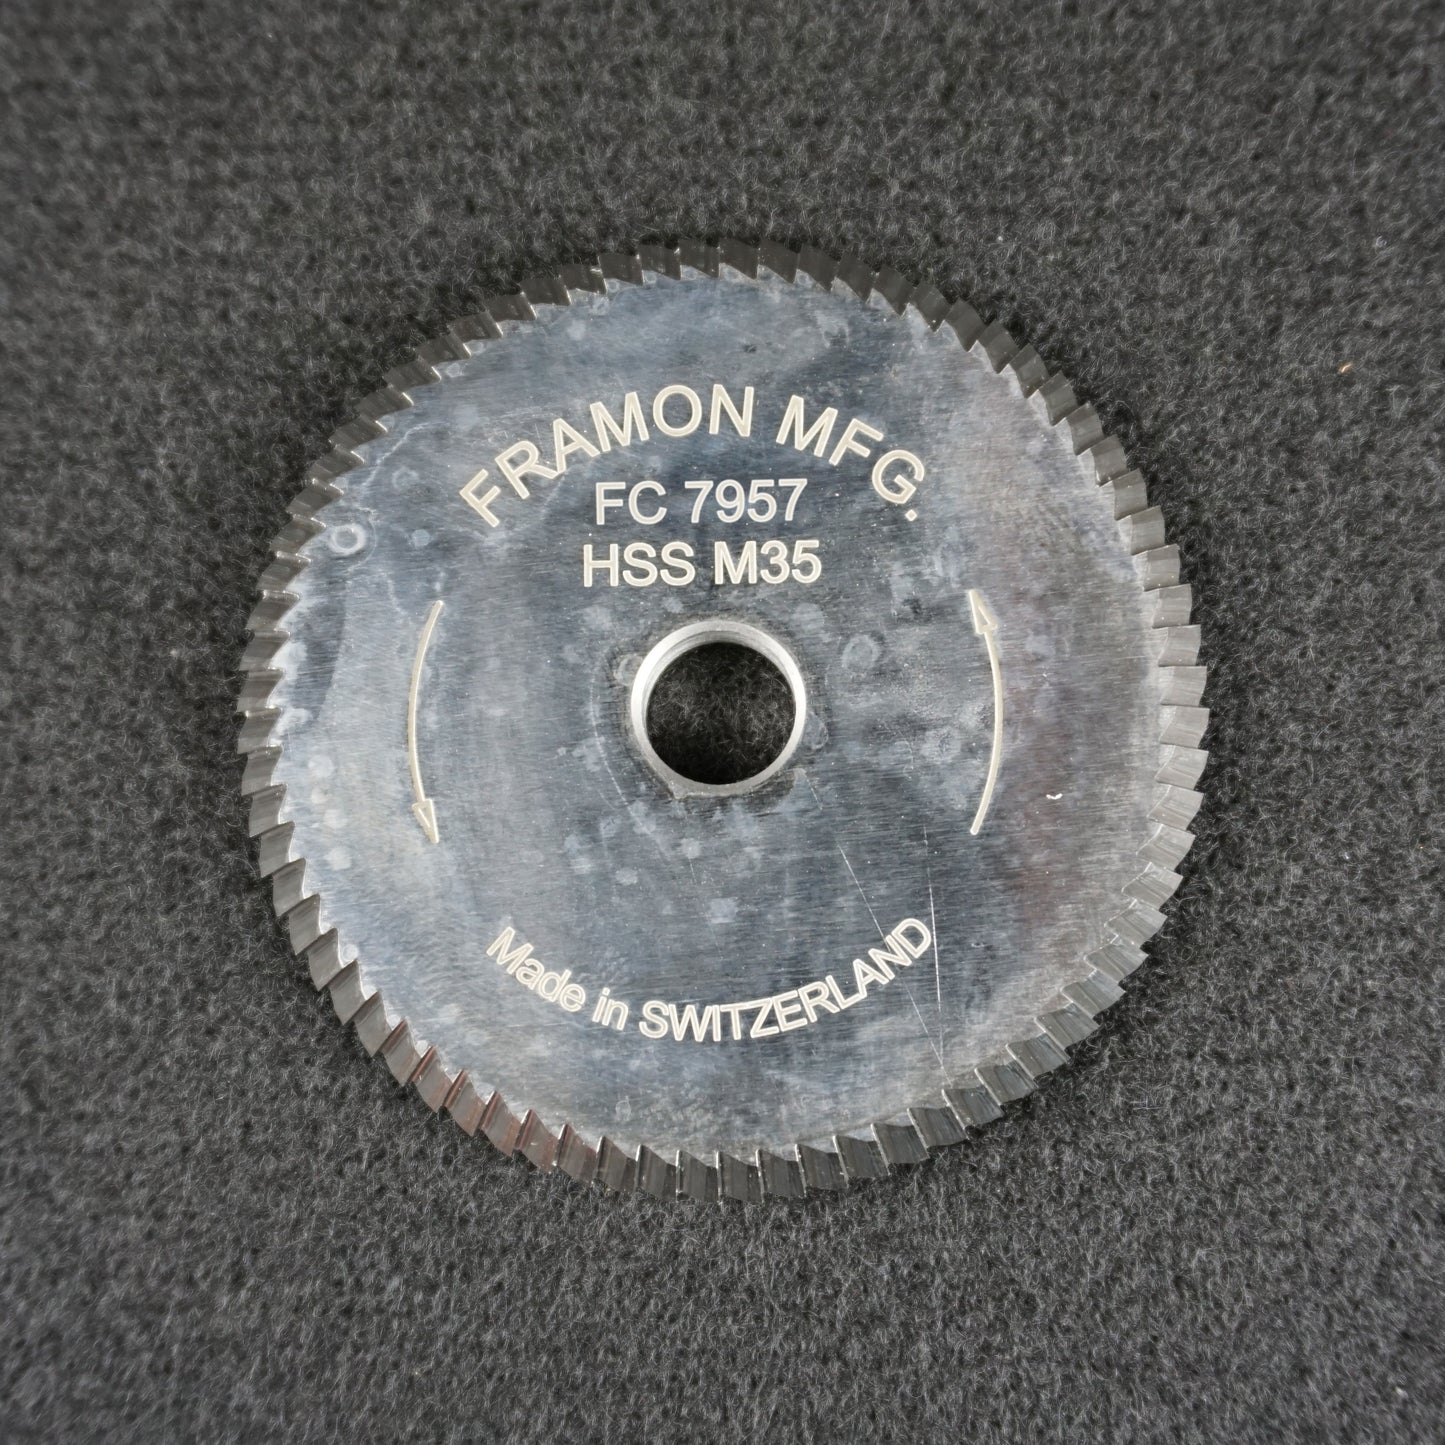 FRAMON MFG.
FC 7957
HSS M35
Made in SWITZERLAND